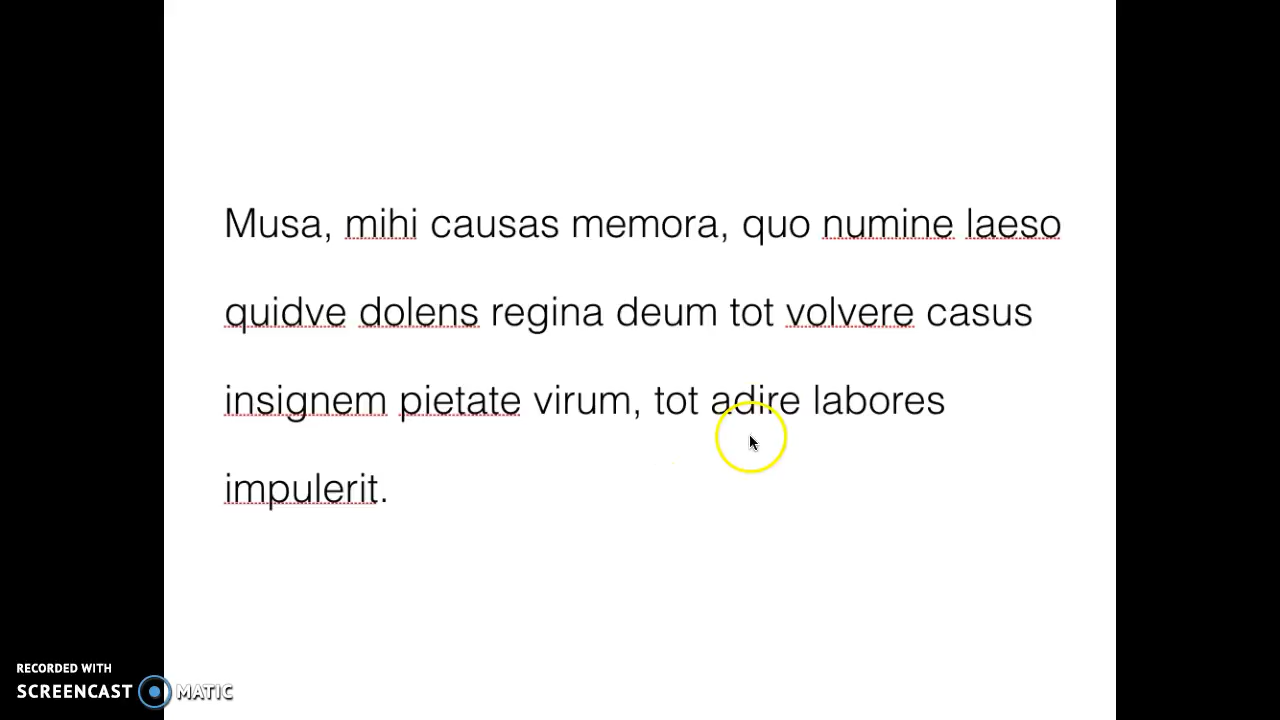 Musa, mihi causas memora, quo numine laeso
quidve dolens regina deum tot volvere casus
insignem pietate virum, tot adire labores
impulerit.
RECORDED WITH
SCREENCAST MATIC